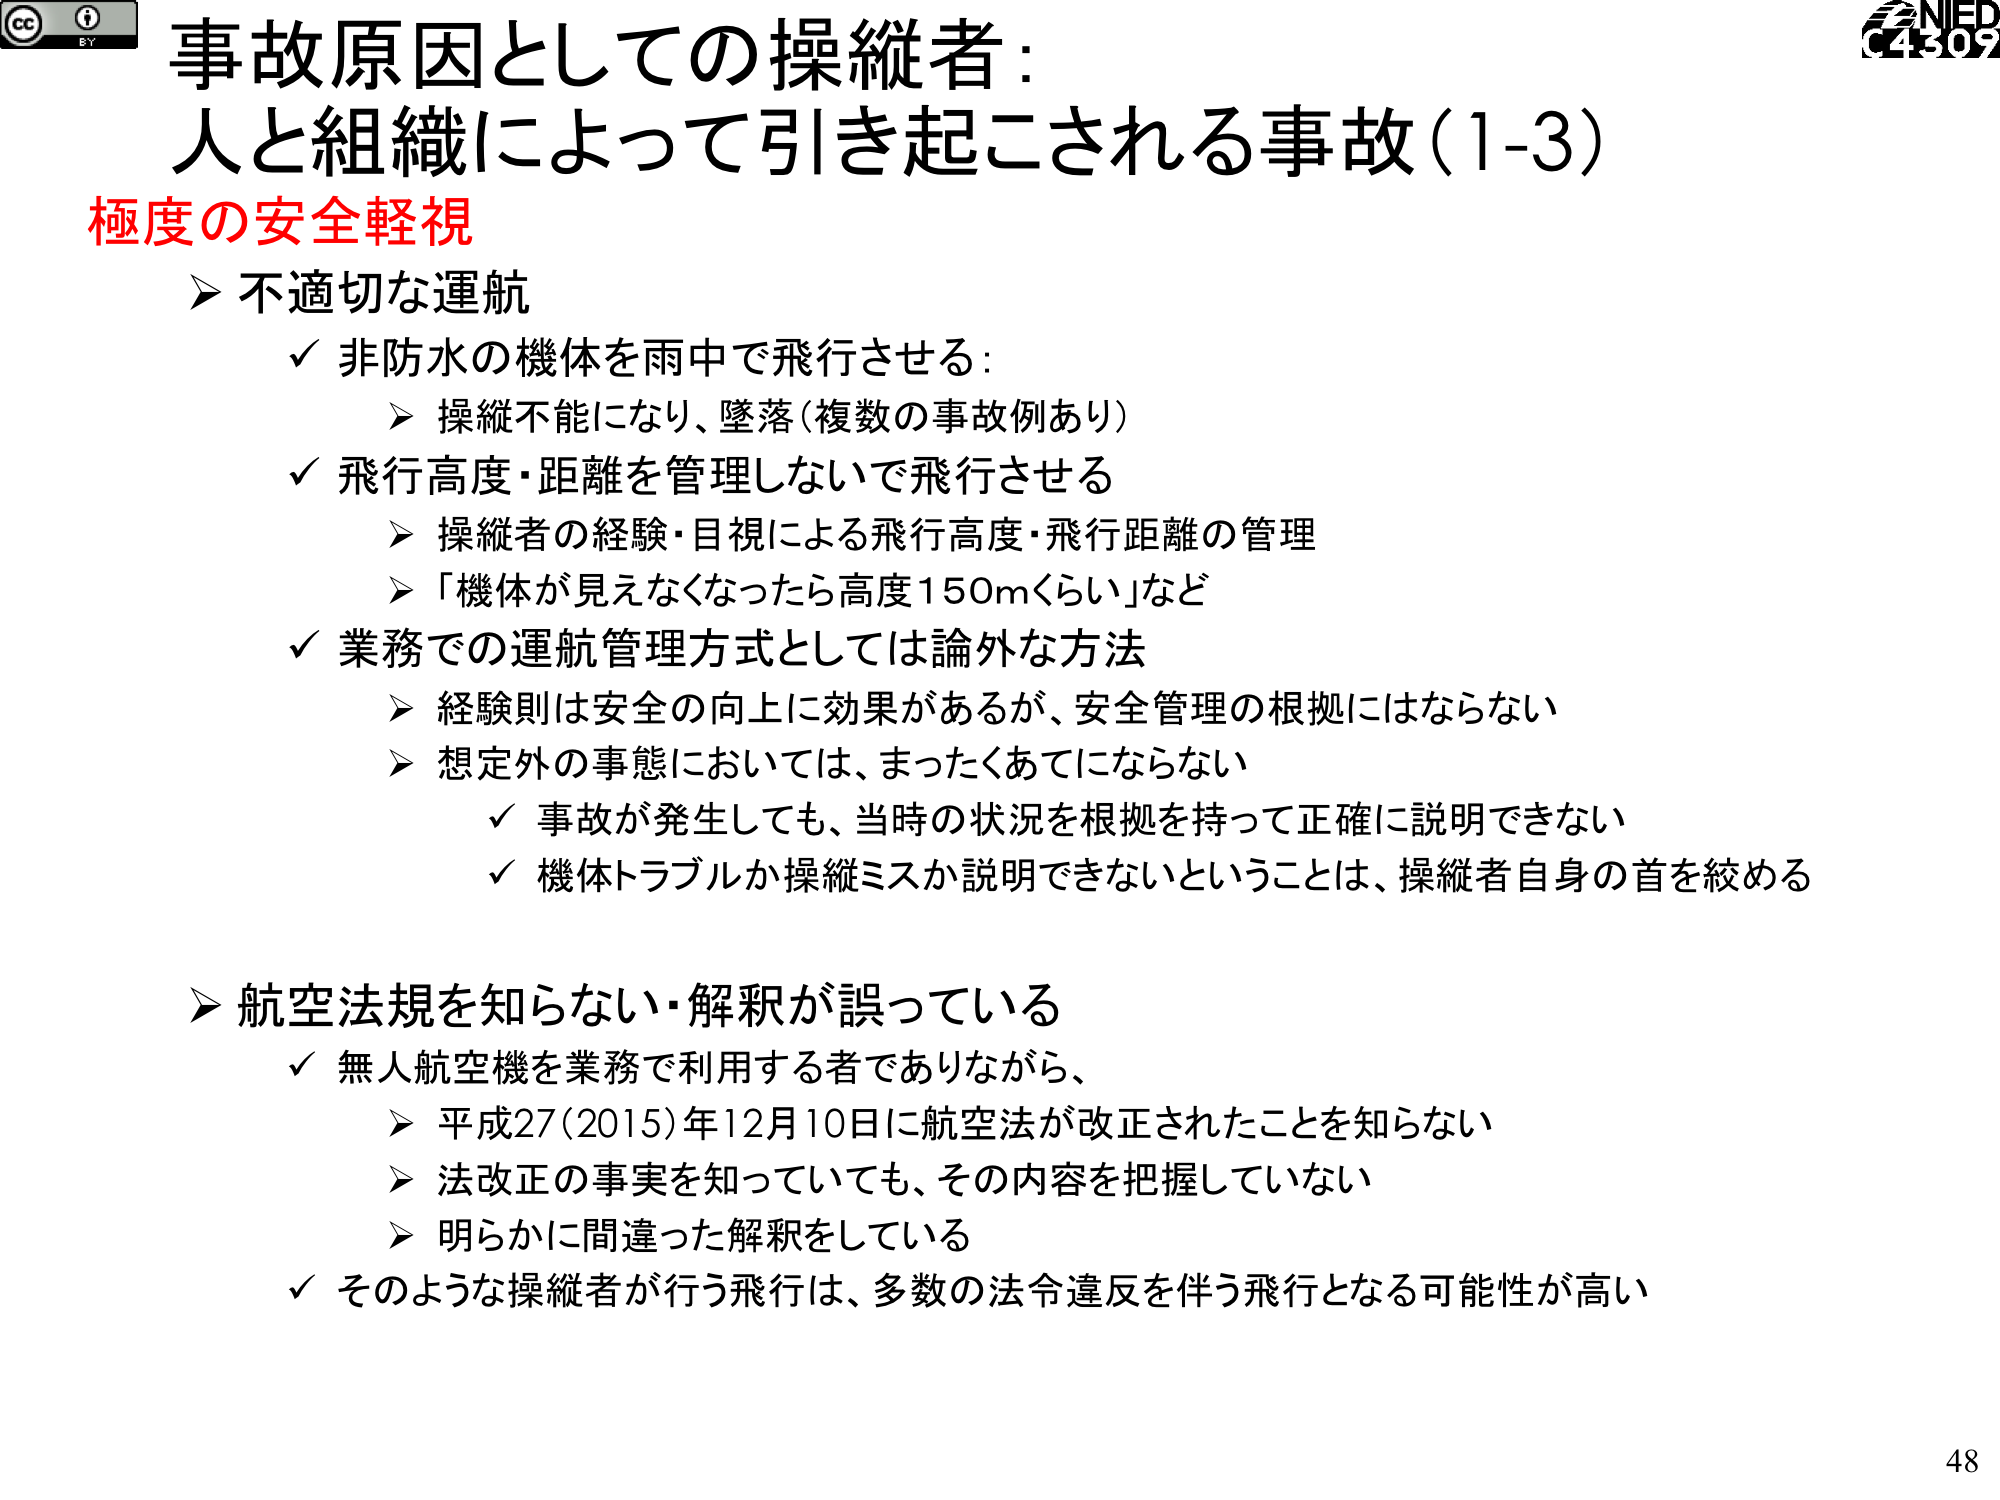 cc BY
NIED
C4309
事故原因としての操縦者：
人と組織によって引き起こされる事故（1-3）
極度の安全軽視
➢ 不適切な運航
✓ 非防水の機体を雨中で飛行させる：
➢ 操縦不能になり、墜落（複数の事故例あり）
✓ 飛行高度・距離を管理しないで飛行させる
➢ 操縦者の経験・目視による飛行高度・飛行距離の管理
➢ 「機体が見えなくなったら高度150mくらい」など
✓ 業務での運航管理方式としては論外な方法
➢ 経験則は安全の向上に効果があるが、安全管理の根拠にはならない
➢ 想定外の事態においては、まったくあてにならない
✓ 事故が発生しても、当時の状況を根拠を持って正確に説明できない
✓ 機体トラブルか操縦ミスか説明できないということは、操縦者自身の首を絞める
➢ 航空法規を知らない・解釈が誤っている
✓ 無人航空機を業務で利用する者でありながら、
➢ 平成27（2015）年12月10日に航空法が改正されたことを知らない
➢ 法改正の事実を知っていても、その内容を把握していない
➢ 明らかに間違った解釈をしている
✓ そのような操縦者が行う飛行は、多数の法令違反を伴う飛行となる可能性が高い
48